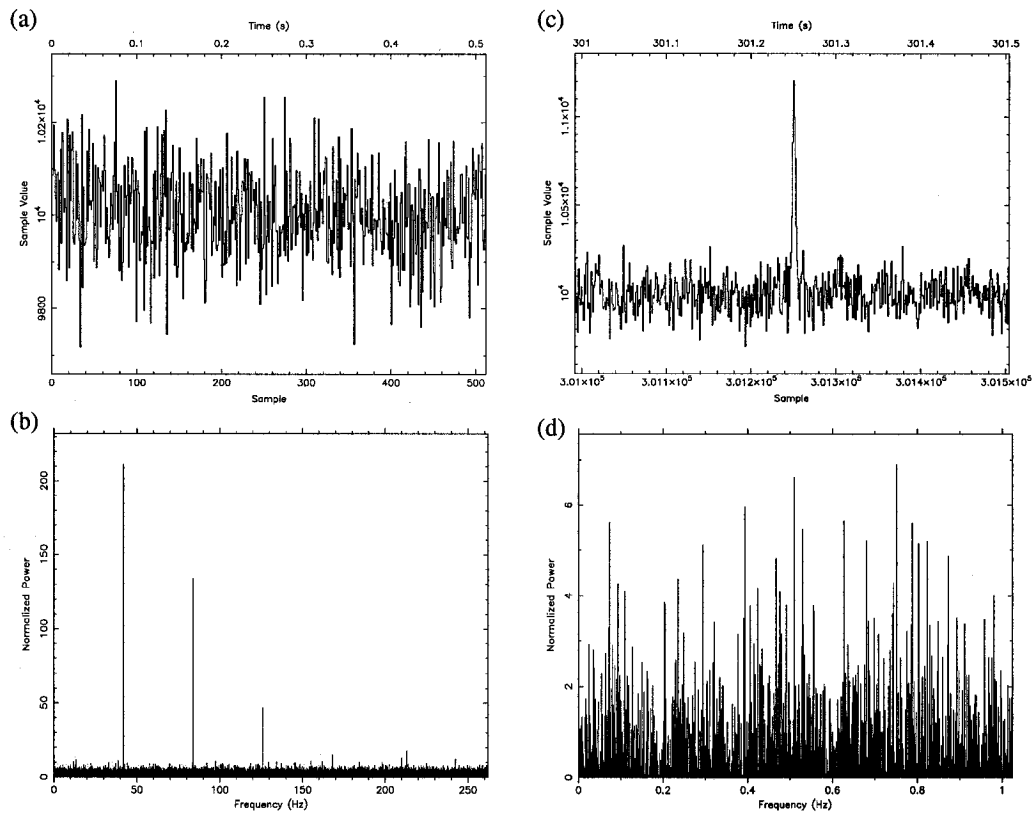 (a)
Time (s)
0 0.1 0.2 0.3 0.4 0.5
Sample Value
1.02×10⁴
10⁴
9800
0 100 200 300 400 500
Sample
(c)
Time (s)
301 301.1 301.2 301.3 301.4 301.5
Sample Value
1.1×10⁴
1.05×10⁴
10⁴
3.01×10⁵ 3.011×10⁵ 3.012×10⁵ 3.013×10⁵ 3.014×10⁵ 3.015×10⁵
Sample
(b)
Normalized Power
200
150
100
50
0
0 50 100 150 200 250
Frequency (Hz)
(d)
Normalized Power
6
4
2
0
0 0.2 0.4 0.6 0.8 1
Frequency (Hz)